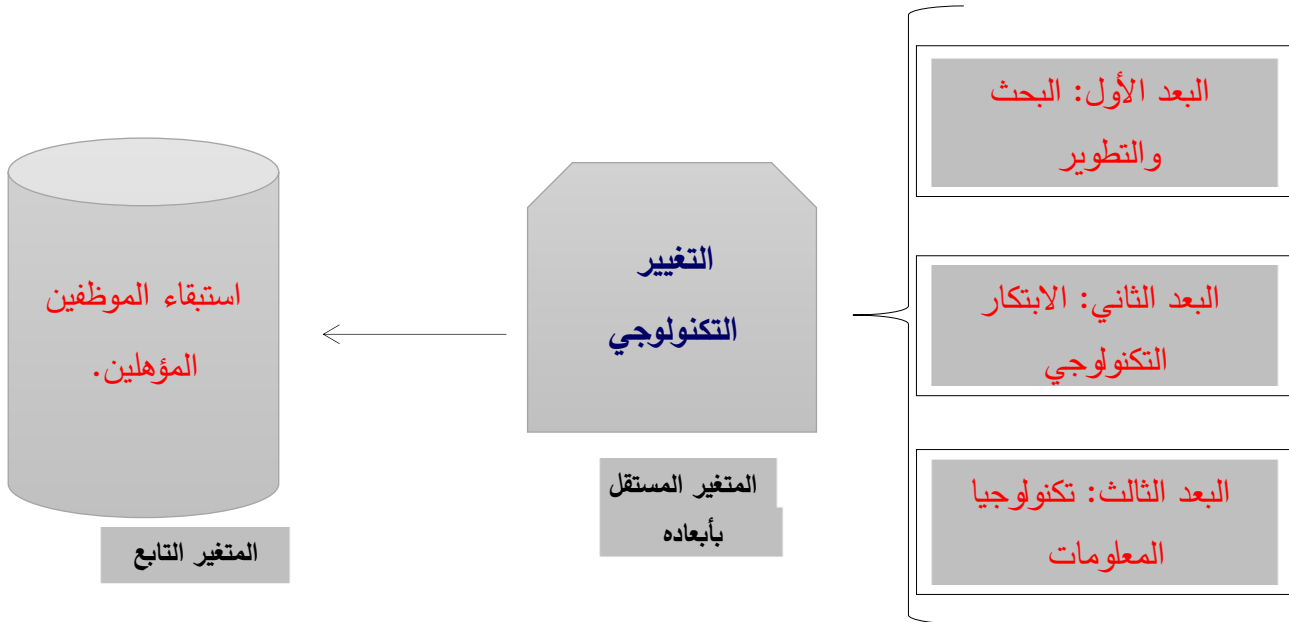 البعد الأول: البحث
والتطوير
البعد الثاني: الابتكار
التكنولوجي
البعد الثالث: تكنولوجيا
المعلومات
التغيير
التكنولوجي
المتغير المستقل
بأبعاده
استبقاء الموظفين
المؤهلين.
المتغير التابع